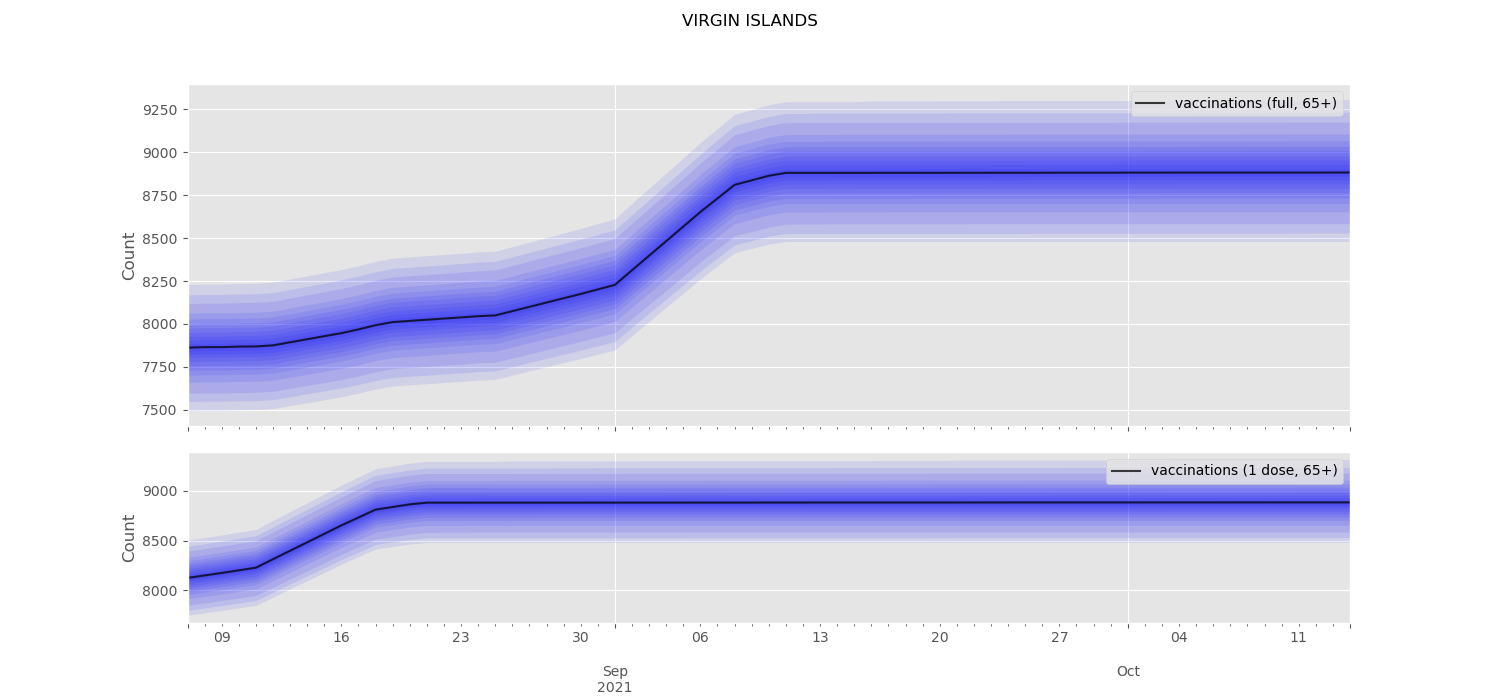 VIRGIN ISLANDS
vaccinations (full, 65+)
Count
9250
9000
8750
8500
8250
8000
7750
7500
vaccinations (1 dose, 65+)
Count
9000
8500
8000
09 16 23 30 06 13 20 27 04 11
Sep Oct
2021